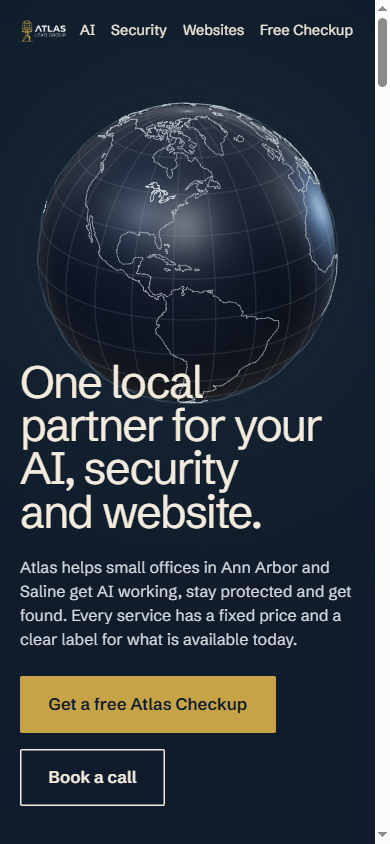 ATLAS
LEAD GROUP
AI
Security
Websites
Free Checkup
One local
partner for your
AI, security
and website.
Atlas helps small offices in Ann Arbor and
Saline get AI working, stay protected and get
found. Every service has a fixed price and a
clear label for what is available today.
Get a free Atlas Checkup
Book a call